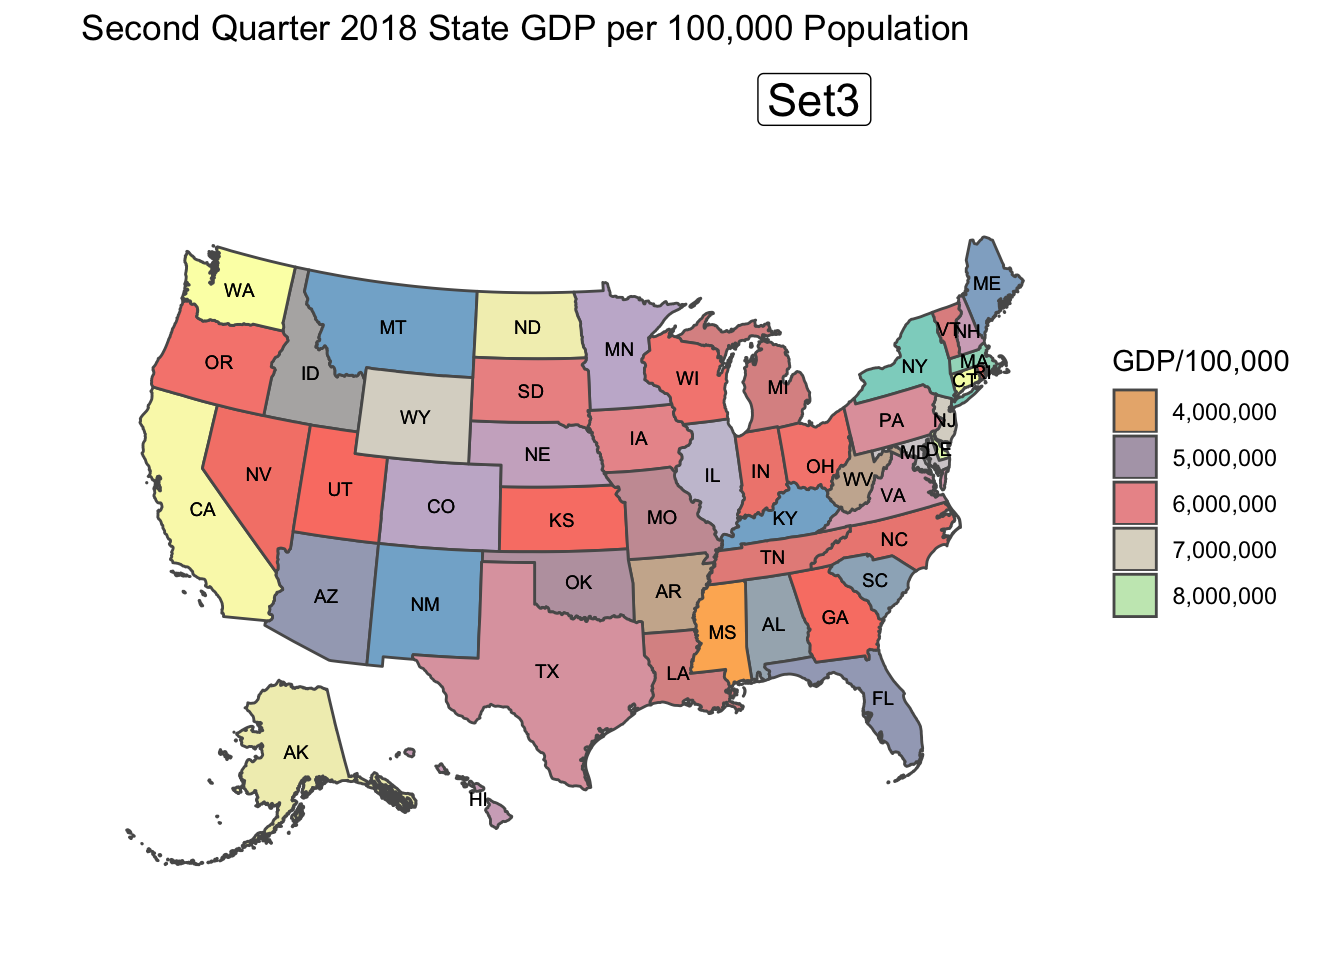 Second Quarter 2018 State GDP per 100,000 Population
Set3
WA
MT
ND
MN
ME
OR
ID
SD
WI
MI
VT
NH
NY
MA
RI
CT
WY
NE
IA
PA
NJ
NV
UT
CO
IL
IN
OH
MD
DE
WV
CA
KS
MO
KY
VA
AZ
NM
OK
AR
TN
NC
SC
TX
LA
MS
AL
GA
FL
AK
HI
GDP/100,000
4,000,000
5,000,000
6,000,000
7,000,000
8,000,000